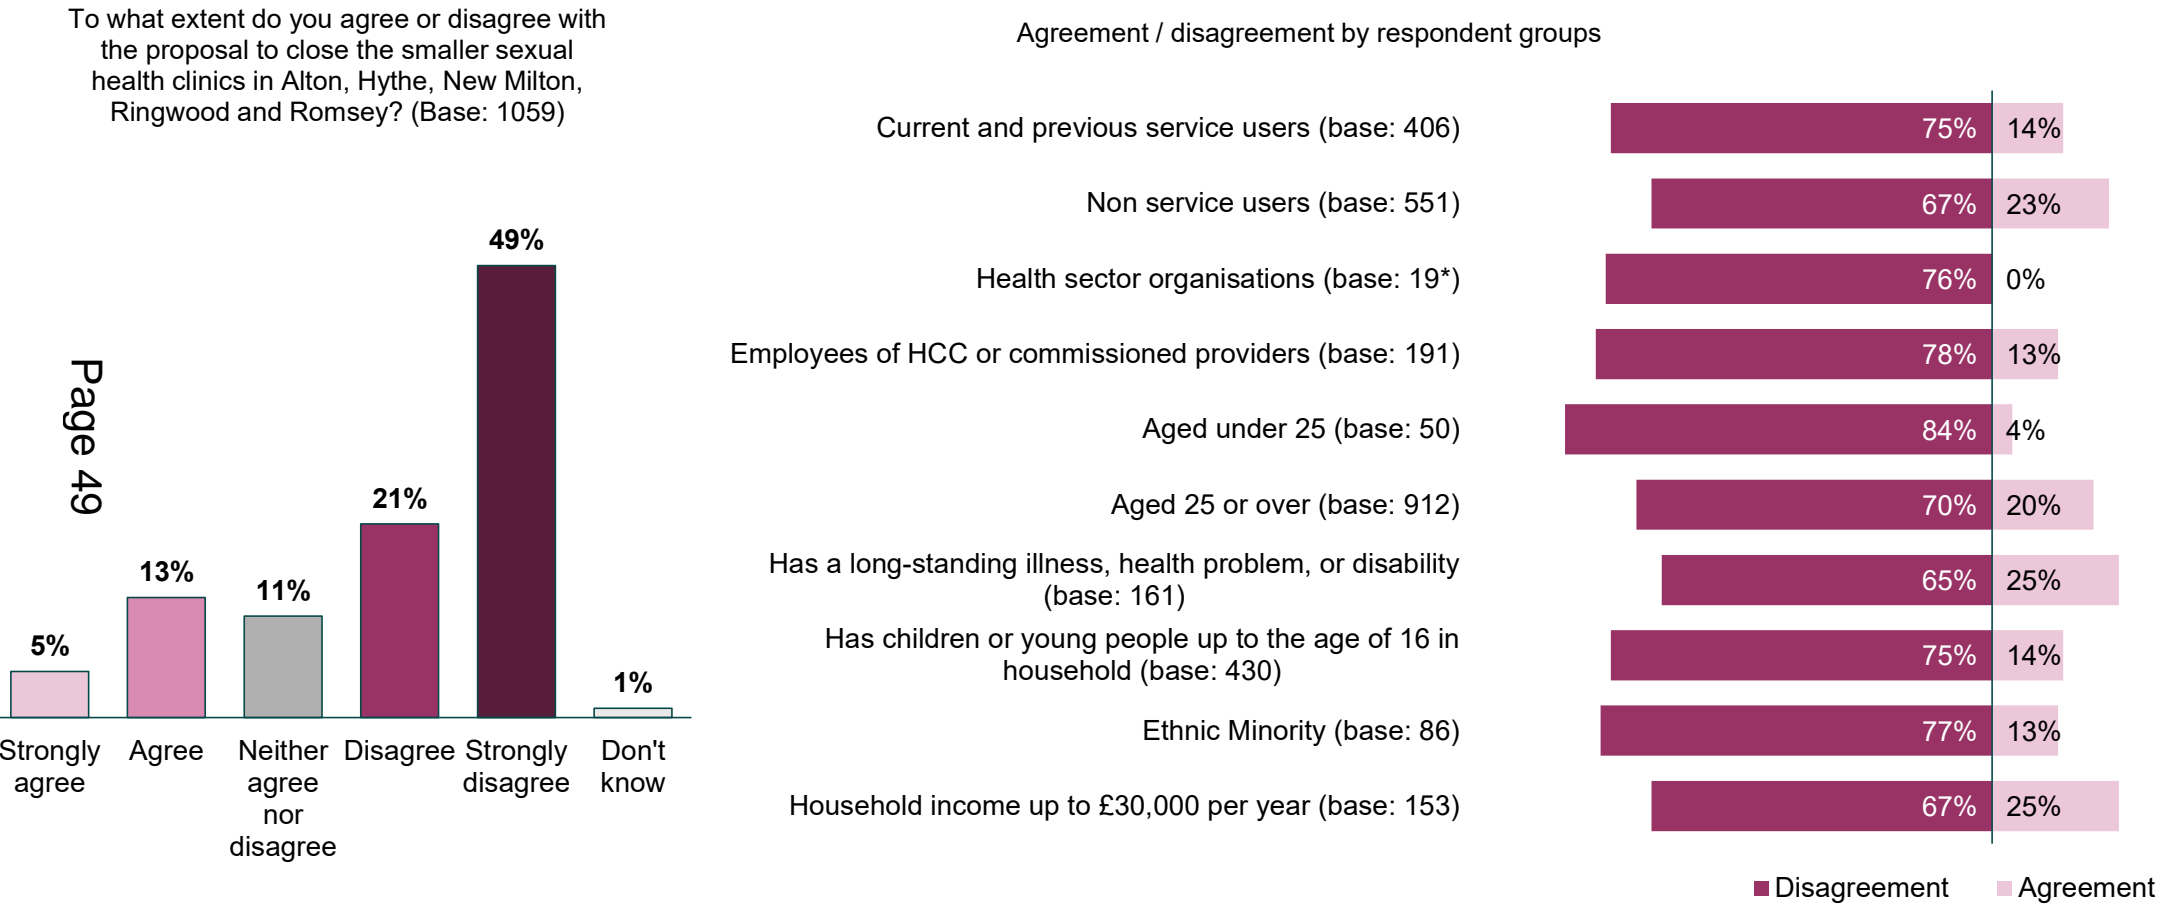 To what extent do you agree or disagree with
the proposal to close the smaller sexual
health clinics in Alton, Hythe, New Milton,
Ringwood and Romsey? (Base: 1059)
Page 49
5%
13%
11%
21%
49%
1%
Strongly
agree
Agree
Neither
agree
nor
disagree
Disagree
Strongly
disagree
Don't
know
Agreement / disagreement by respondent groups
Current and previous service users (base: 406)
75%
14%
Non service users (base: 551)
67%
23%
Health sector organisations (base: 19*)
76%
0%
Employees of HCC or commissioned providers (base: 191)
78%
13%
Aged under 25 (base: 50)
84%
4%
Aged 25 or over (base: 912)
70%
20%
Has a long-standing illness, health problem, or disability
(base: 161)
65%
25%
Has children or young people up to the age of 16 in
household (base: 430)
75%
14%
Ethnic Minority (base: 86)
77%
13%
Household income up to £30,000 per year (base: 153)
67%
25%
Disagreement
Agreement